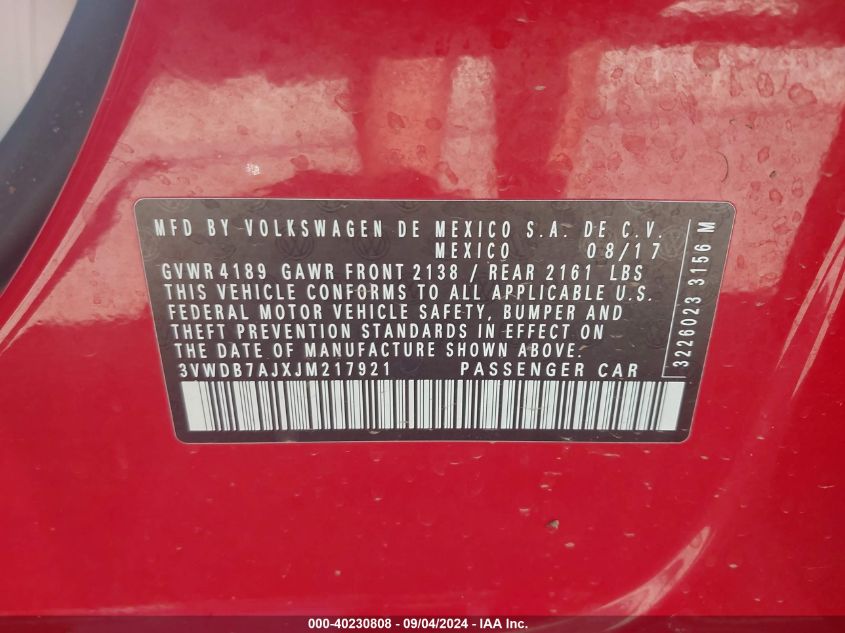 MFD BY VOLKSWAGEN DE MEXICO S.A. DE C.V.
MEXICO 08/17
GVWR 4189 GAWR FRONT 2138 / REAR 2161 LBS
THIS VEHICLE CONFORMS TO ALL APPLICABLE U.S.
FEDERAL MOTOR VEHICLE SAFETY, BUMPER AND
THEFT PREVENTION STANDARDS IN EFFECT ON
THE DATE OF MANUFACTURE SHOWN ABOVE.
3VWDB7AJXJM217921 PASSENGER CAR
3226023 3156 M
000-40230808 - 09/04/2024 - IAA Inc.